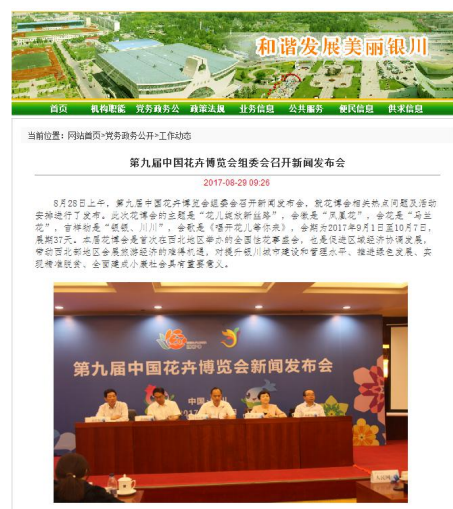 和谐发展美丽银川
首页 机构职能 党务政务公 政策法规 业务信息 公共服务 便民信息 供求信息
当前位置：网站首页>党务政务公开>工作动态
第九届中国花卉博览会组委会召开新闻发布会
2017-08-29 09:26
8月28日上午，第九届中国花卉博览会组委会召开新闻发布会，就花博会相关热点问题及活动
安排进行了发布。此次花博会的主题是“花儿绽放新丝路”，会徽是“凤凰花”，会花是“马兰
花”，吉祥物是“银银、川川”，会歌是《唱开花儿等你来》，会期为2017年9月1日至10月7日，
展期37天。本届花博会是首次在西北地区举办的全国性花事盛会，也是促进区域经济协调发展，
带动西北部地区会展旅游经济的难得机遇，对提升银川城市建设和管理水平、推进绿色发展、实
现精准脱贫、全面建成小康社会具有重要意义。
第九届中国花卉博览会新闻发布会